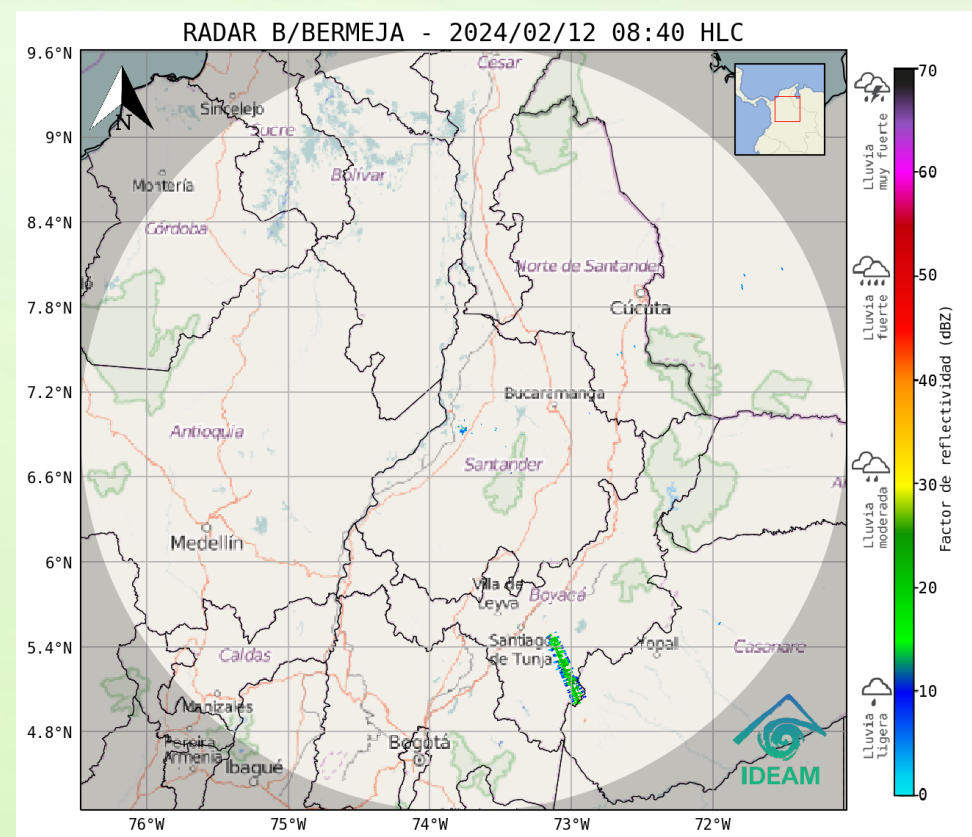 RADAR B/BERMEJA - 2024/02/12 08:40 HLC
9.6°N
9°N
8.4°N
7.8°N
7.2°N
6.6°N
6°N
5.4°N
4.8°N
76°W
75°W
74°W
73°W
72°W
N
Cesar
Sincelejo
Sucre
Montería
Bolívar
Córdoba
Norte de Santander
Cúcuta
Bucaramanga
Antioquia
Santander
Medellín
Villa de
Leyva
Boyacá
Santiago
de Tunja
Yopal
Casanare
Caldas
Manizales
Pereira
Armenia
Ibagué
Bogotá
IDEAM
Lluvia
muy fuerte
Lluvia
fuerte
Lluvia
moderada
Lluvia
ligera
70
60
50
40
30
20
10
0
Factor de reflectividad (dBZ)